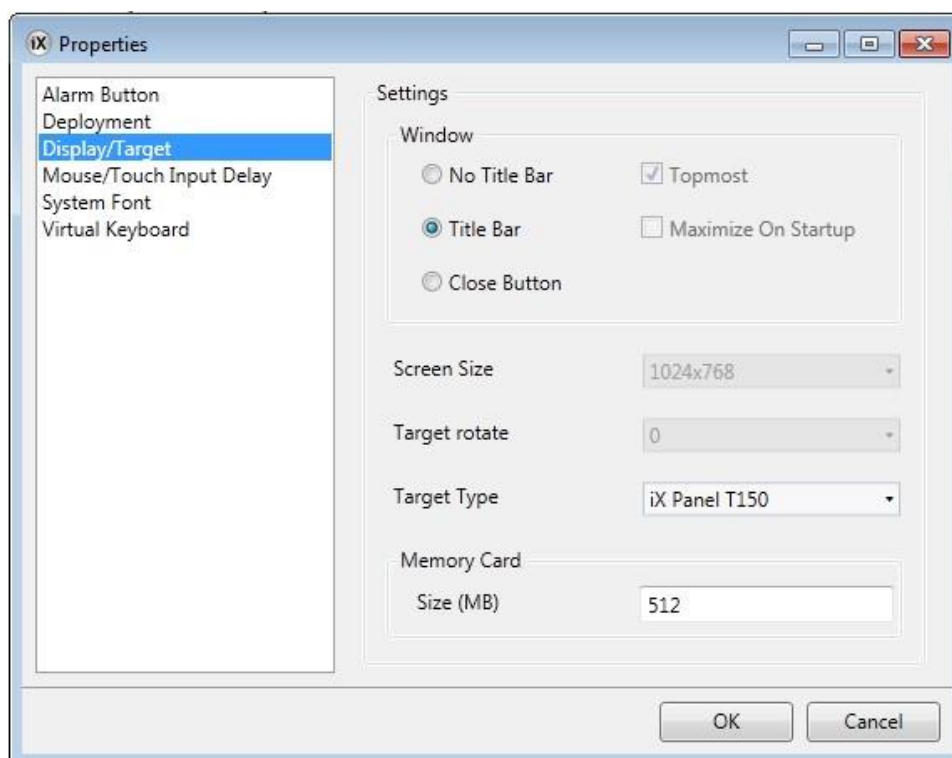 iX Properties
Alarm Button
Deployment
Display/Target
Mouse/Touch Input Delay
System Font
Virtual Keyboard
Settings
Window
No Title Bar
Topmost
Title Bar
Maximize On Startup
Close Button
Screen Size
1024x768
Target rotate
0
Target Type
iX Panel T150
Memory Card
Size (MB)
512
OK
Cancel